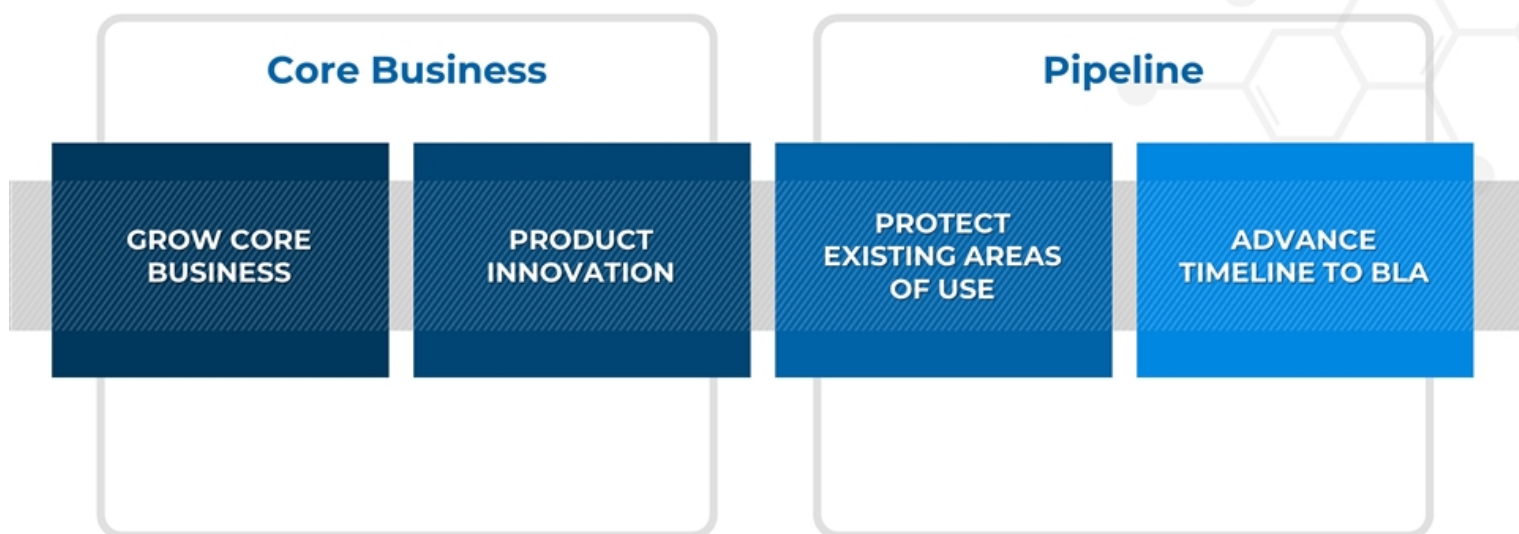 Core Business
Pipeline
GROW CORE
BUSINESS
PRODUCT
INNOVATION
PROTECT
EXISTING AREAS
OF USE
ADVANCE
TIMELINE TO BLA